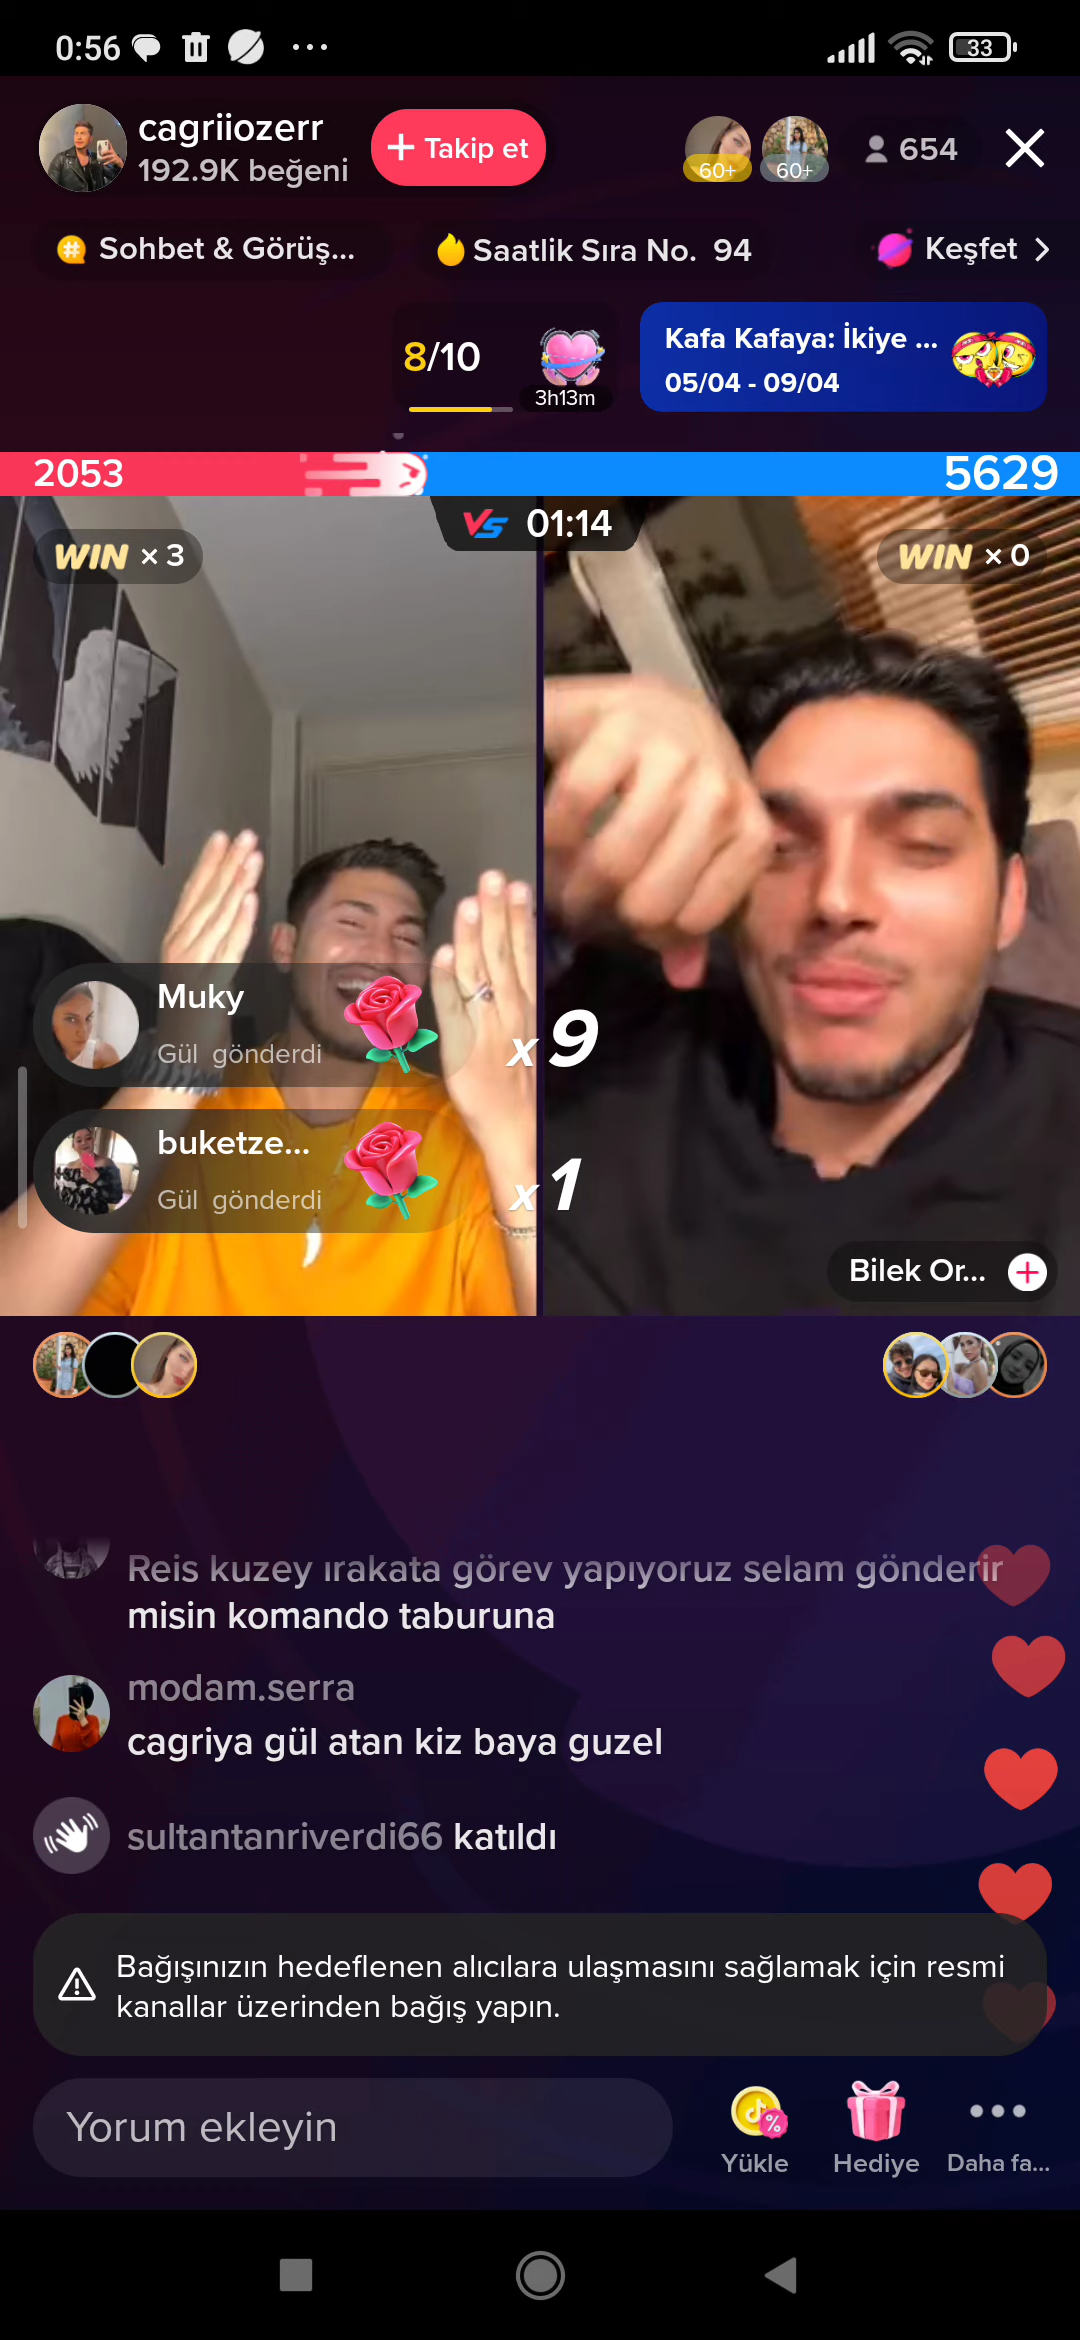 0:56
33
cagriiozerr
192.9K beğeni
+ Takip et
60+
60+
654
Sohbet & Görüş...
Saatlik Sıra No. 94
Keşfet
8/10
3h13m
Kafa Kafaya: İkiye ...
05/04 - 09/04
2053
5629
VS 01:14
WIN × 3
WIN × 0
Muky
Gül gönderdi
x 9
buketze...
Gül gönderdi
x 1
Bilek Or...
Reis kuzey ırakata görev yapıyoruz selam gönderir
misin komando taburuna
modam.serra
cagriya gül atan kiz baya guzel
sultantanriverdi66 katıldı
Bağışınızın hedeflenen alıcılara ulaşmasını sağlamak için resmi
kanallar üzerinden bağış yapın.
Yorum ekleyin
Yükle
Hediye
Daha fa...